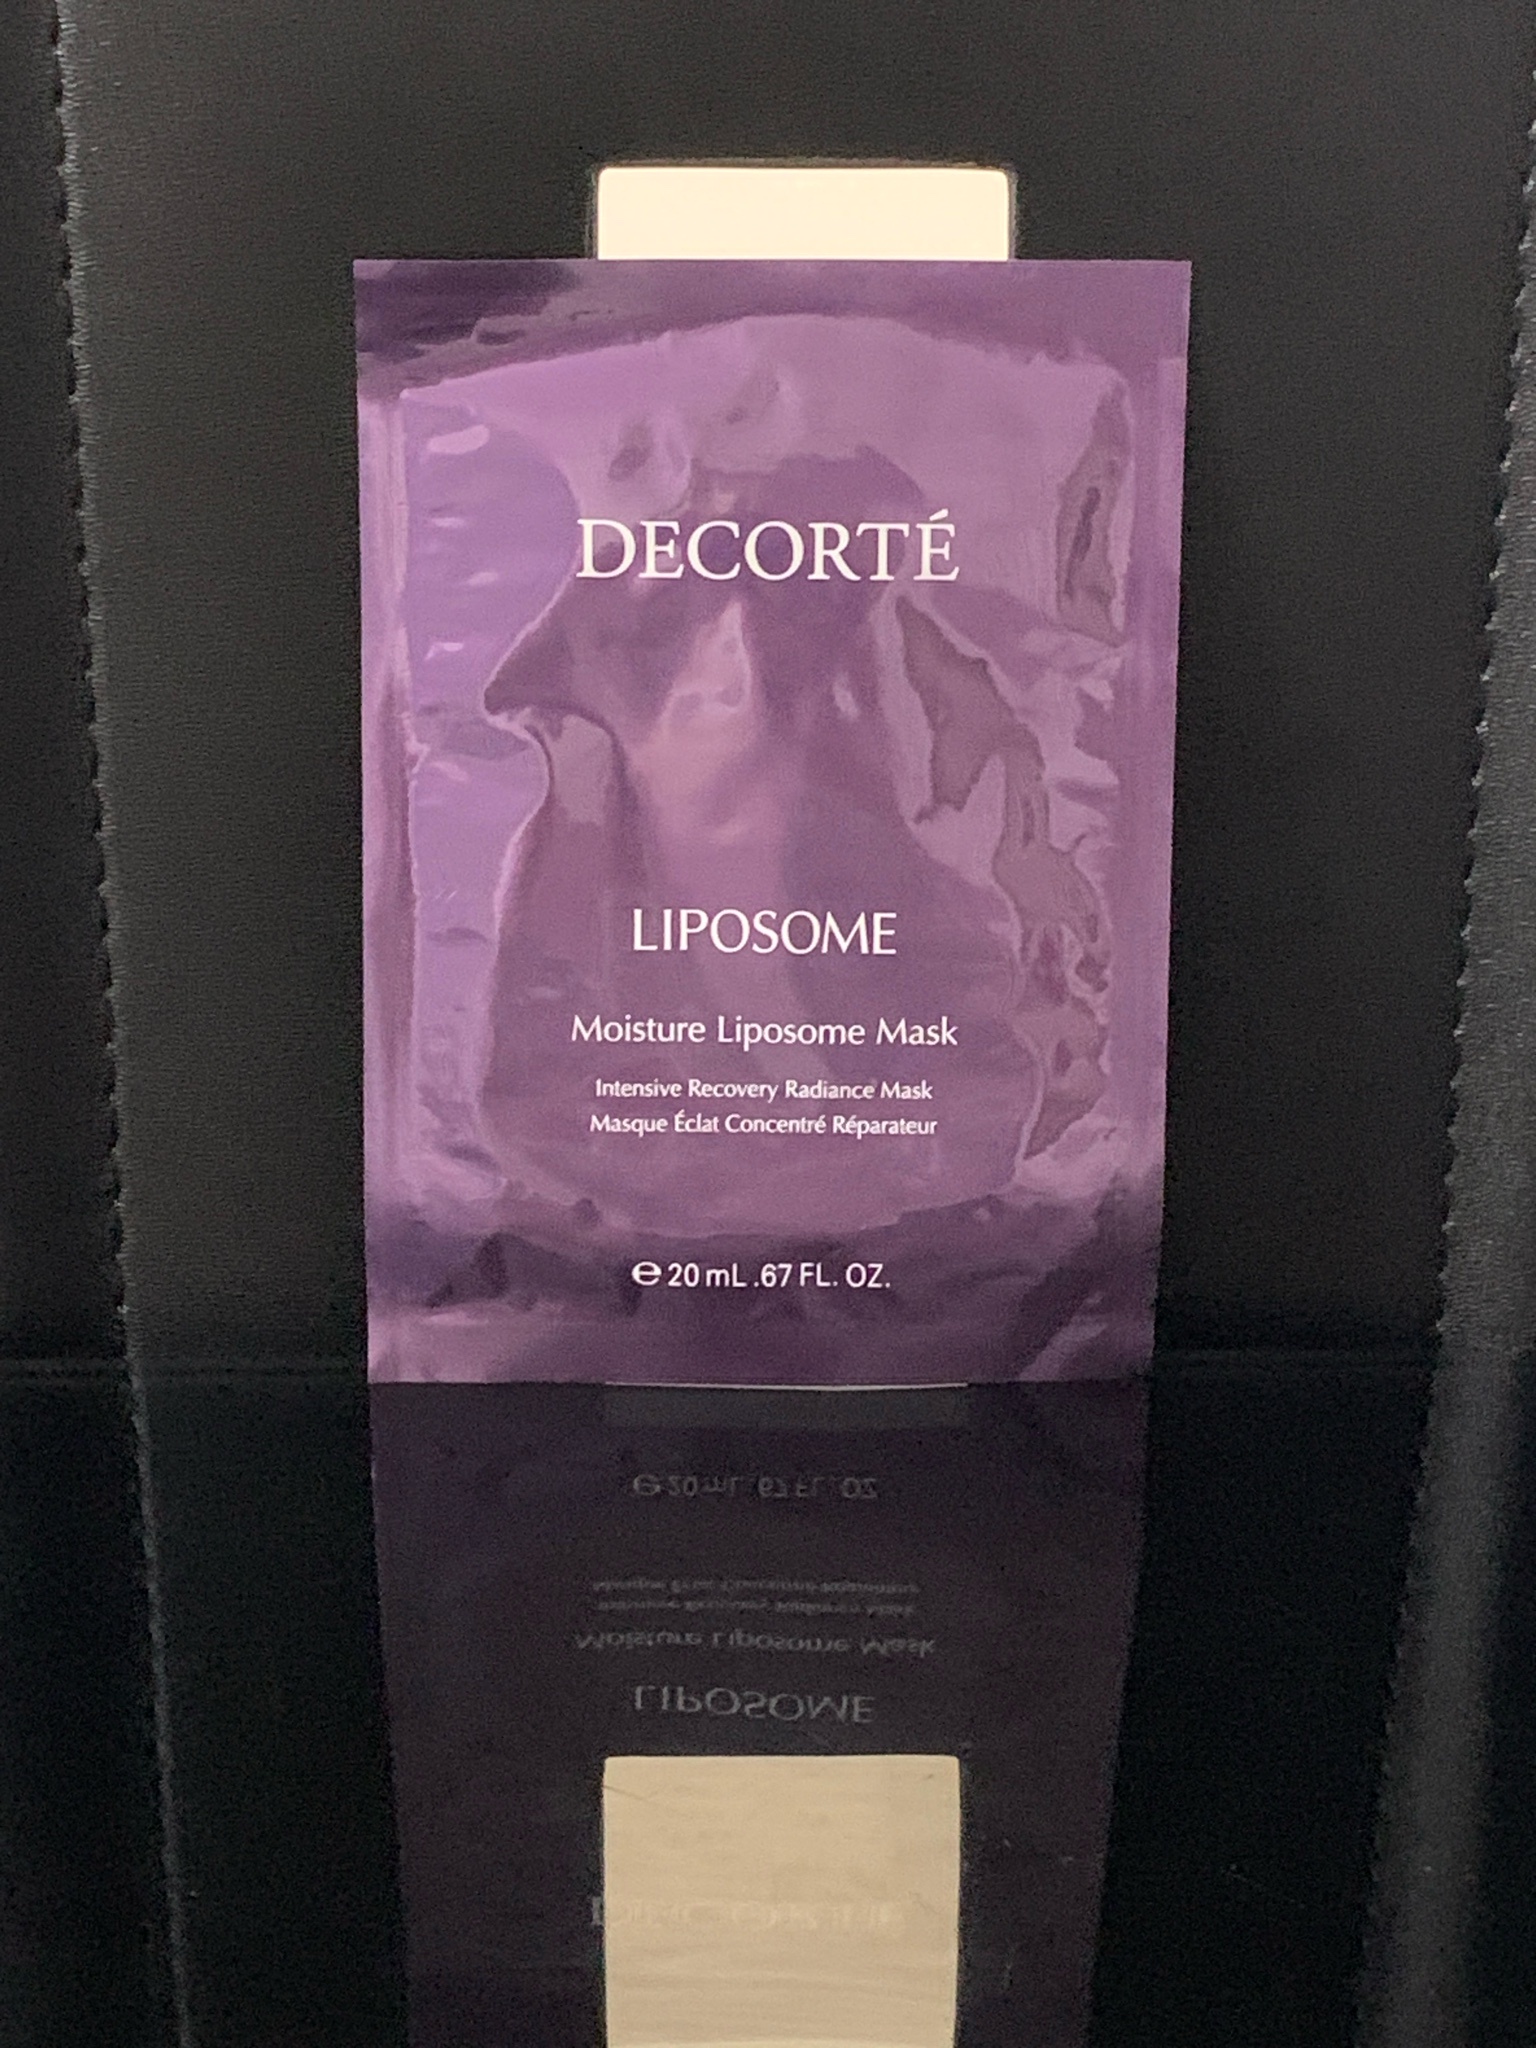 DECORTÉ
LIPOSOME
Moisture Liposome Mask
Intensive Recovery Radiance Mask
Masque Éclat Concentré Réparateur
℮ 20 mL .67 FL. OZ.